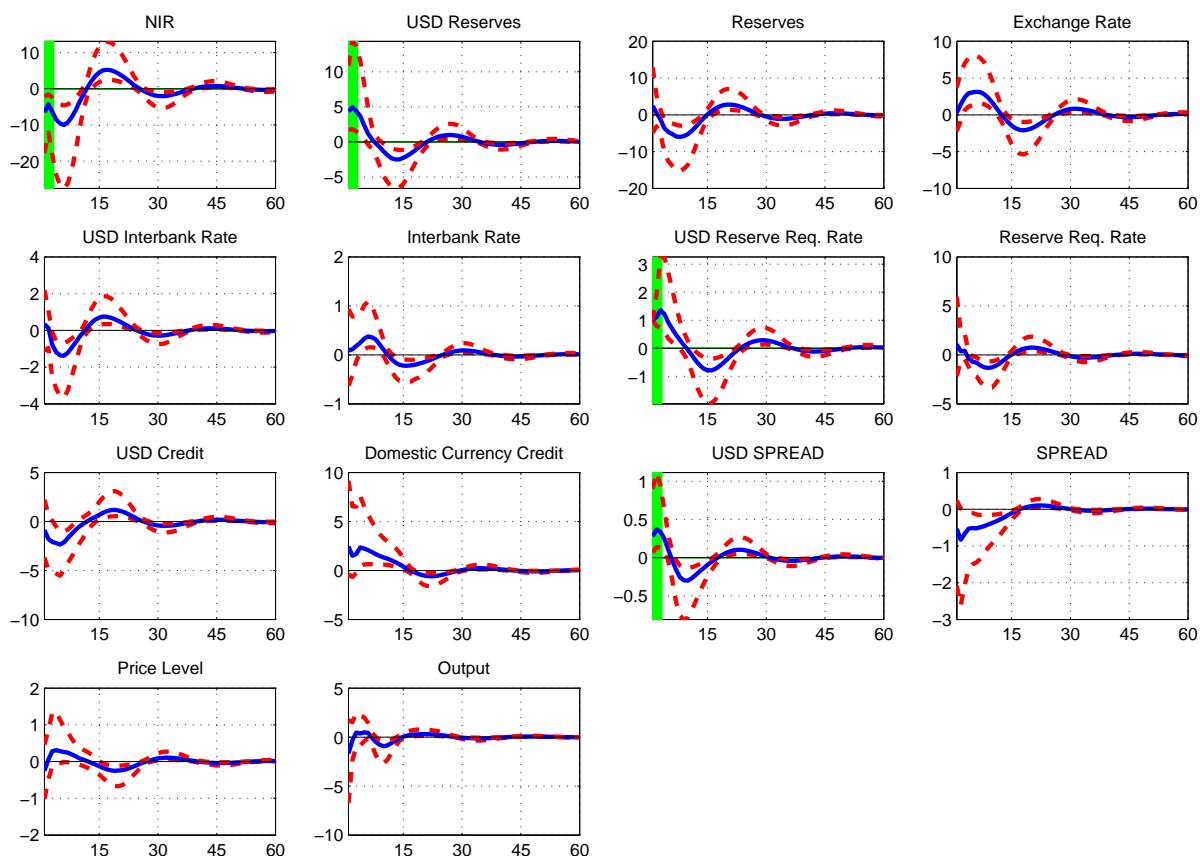 NIR
10
0
−10
−20
15 30 45 60
USD Reserves
10
5
0
−5
15 30 45 60
Reserves
20
10
0
−10
−20
15 30 45 60
Exchange Rate
10
5
0
−5
−10
15 30 45 60
USD Interbank Rate
4
2
0
−2
−4
15 30 45 60
Interbank Rate
2
1
0
−1
15 30 45 60
USD Reserve Req. Rate
3
2
1
0
−1
15 30 45 60
Reserve Req. Rate
10
5
0
−5
15 30 45 60
USD Credit
5
0
−5
−10
15 30 45 60
Domestic Currency Credit
10
5
0
−5
15 30 45 60
USD SPREAD
1
0.5
0
−0.5
15 30 45 60
SPREAD
1
0
−1
−2
−3
15 30 45 60
Price Level
2
1
0
−1
−2
15 30 45 60
Output
5
0
−5
−10
15 30 45 60